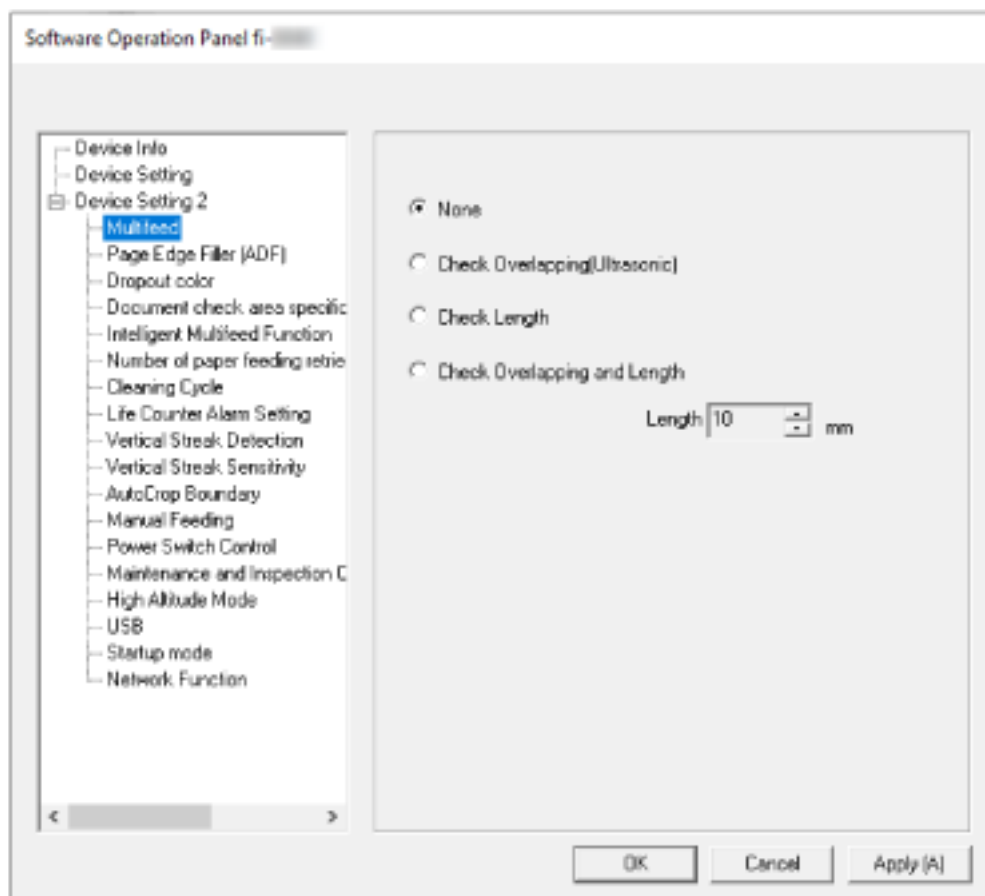 Software Operation Panel fi-
Device Info
Device Setting
Device Setting 2
Multifeed
Page Edge Filler (ADF)
Dropout color
Document check area specific
Intelligent Multifeed Function
Number of paper feeding retrie
Cleaning Cycle
Life Counter Alarm Setting
Vertical Streak Detection
Vertical Streak Sensitivity
AutoCrop Boundary
Manual Feeding
Power Switch Control
Maintenance and Inspection C
High Altitude Mode
USB
Startup mode
Network Function
None
Check Overlapping(Ultrasonic)
Check Length
Check Overlapping and Length
Length 10 mm
OK Cancel Apply (A)